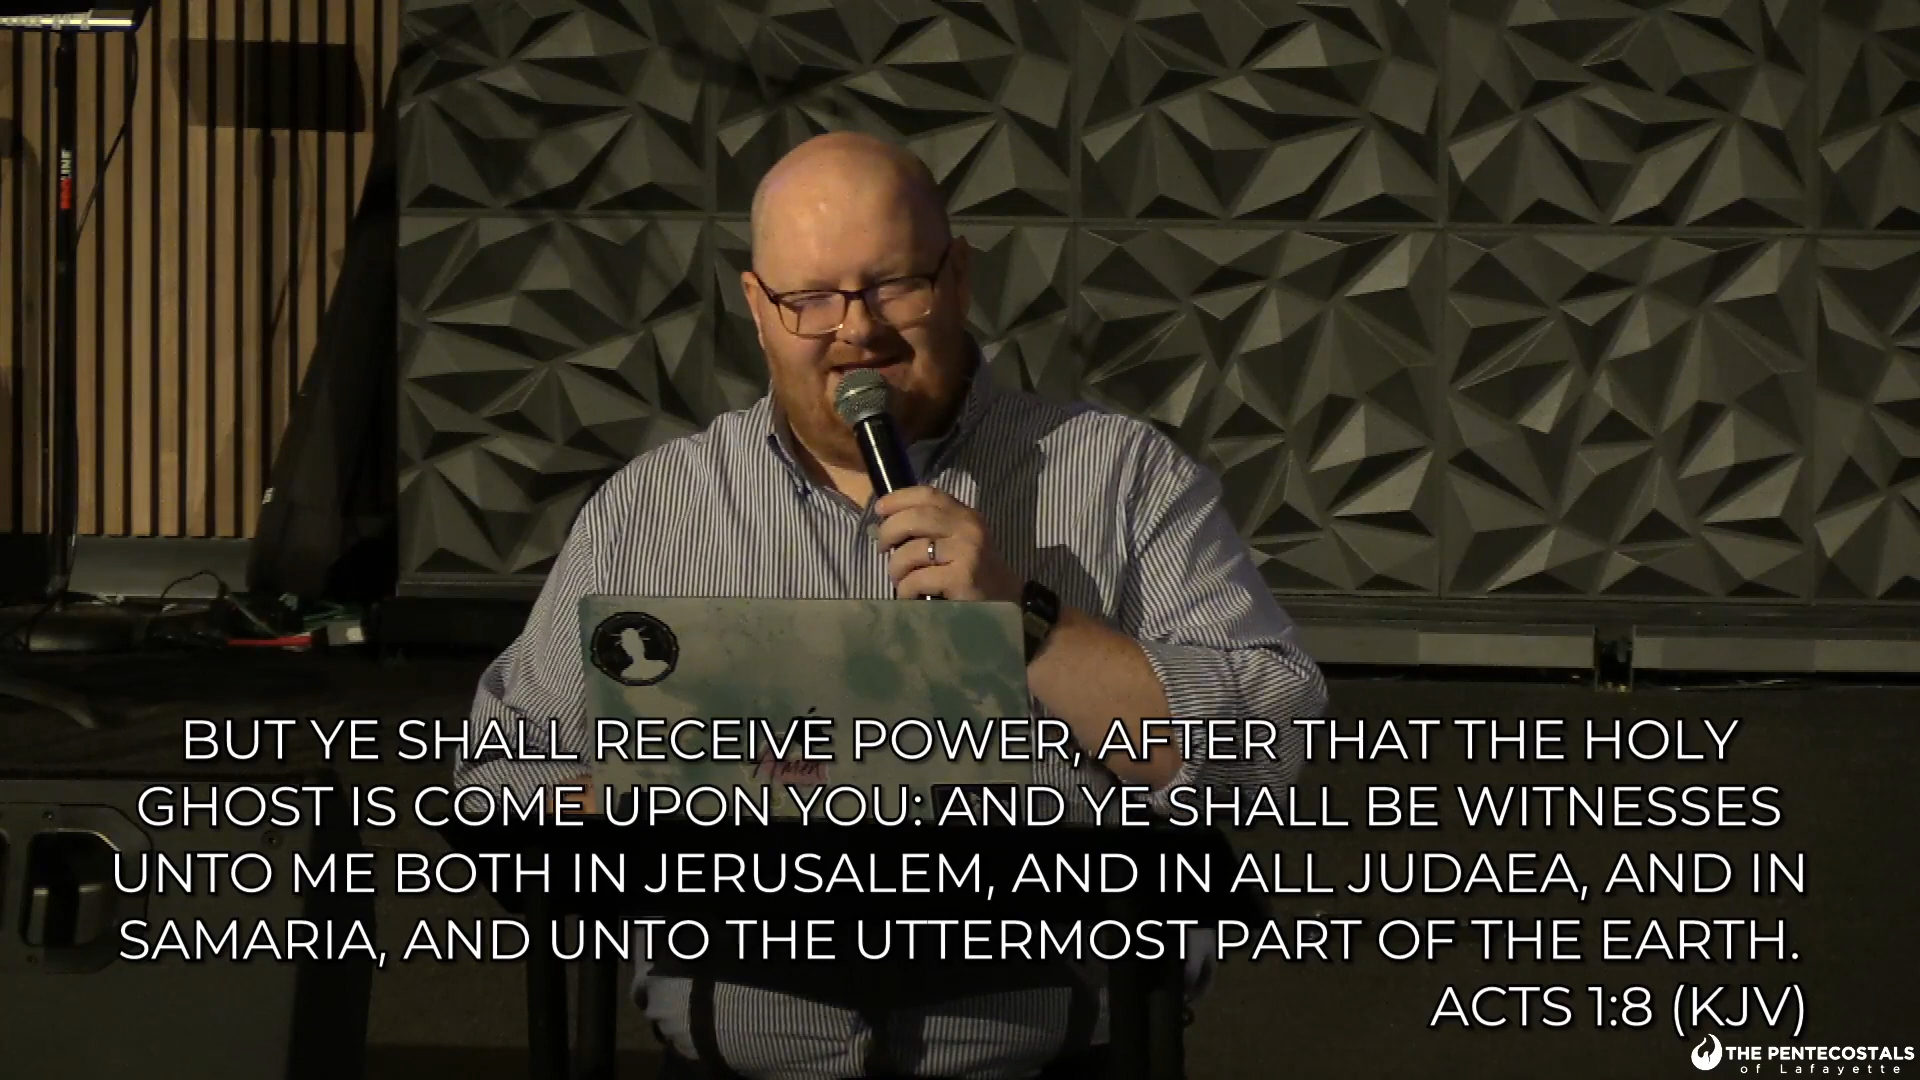 BUT YE SHALL RECEIVE POWER, AFTER THAT THE HOLY
GHOST IS COME UPON YOU: AND YE SHALL BE WITNESSES
UNTO ME BOTH IN JERUSALEM, AND IN ALL JUDAEA, AND IN
SAMARIA, AND UNTO THE UTTERMOST PART OF THE EARTH.
ACTS 1:8 (KJV)
THE PENTECOSTALS
of Lafayette
Amen